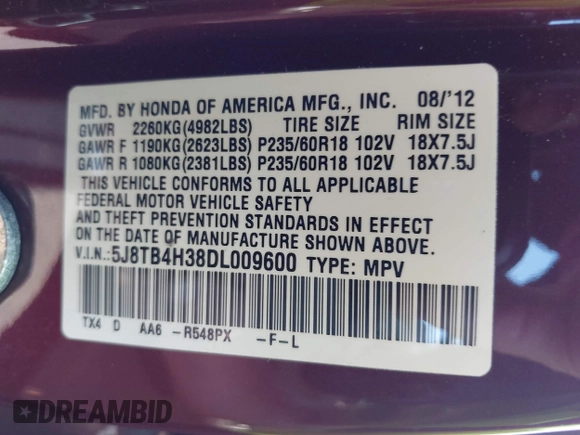 MFD. BY HONDA OF AMERICA MFG., INC. 08/'12
GVWR 2260KG(4982LBS) TIRE SIZE RIM SIZE
GAWR F 1190KG(2623LBS) P235/60R18 102V 18X7.5J
GAWR R 1080KG(2381LBS) P235/60R18 102V 18X7.5J
THIS VEHICLE CONFORMS TO ALL APPLICABLE
FEDERAL MOTOR VEHICLE SAFETY
AND THEFT PREVENTION STANDARDS IN EFFECT
ON THE DATE OF MANUFACTURE SHOWN ABOVE.
V.I.N.:5J8TB4H38DL009600 TYPE: MPV
TX4 D AA6 -R548PX -F-L
DREAMBID